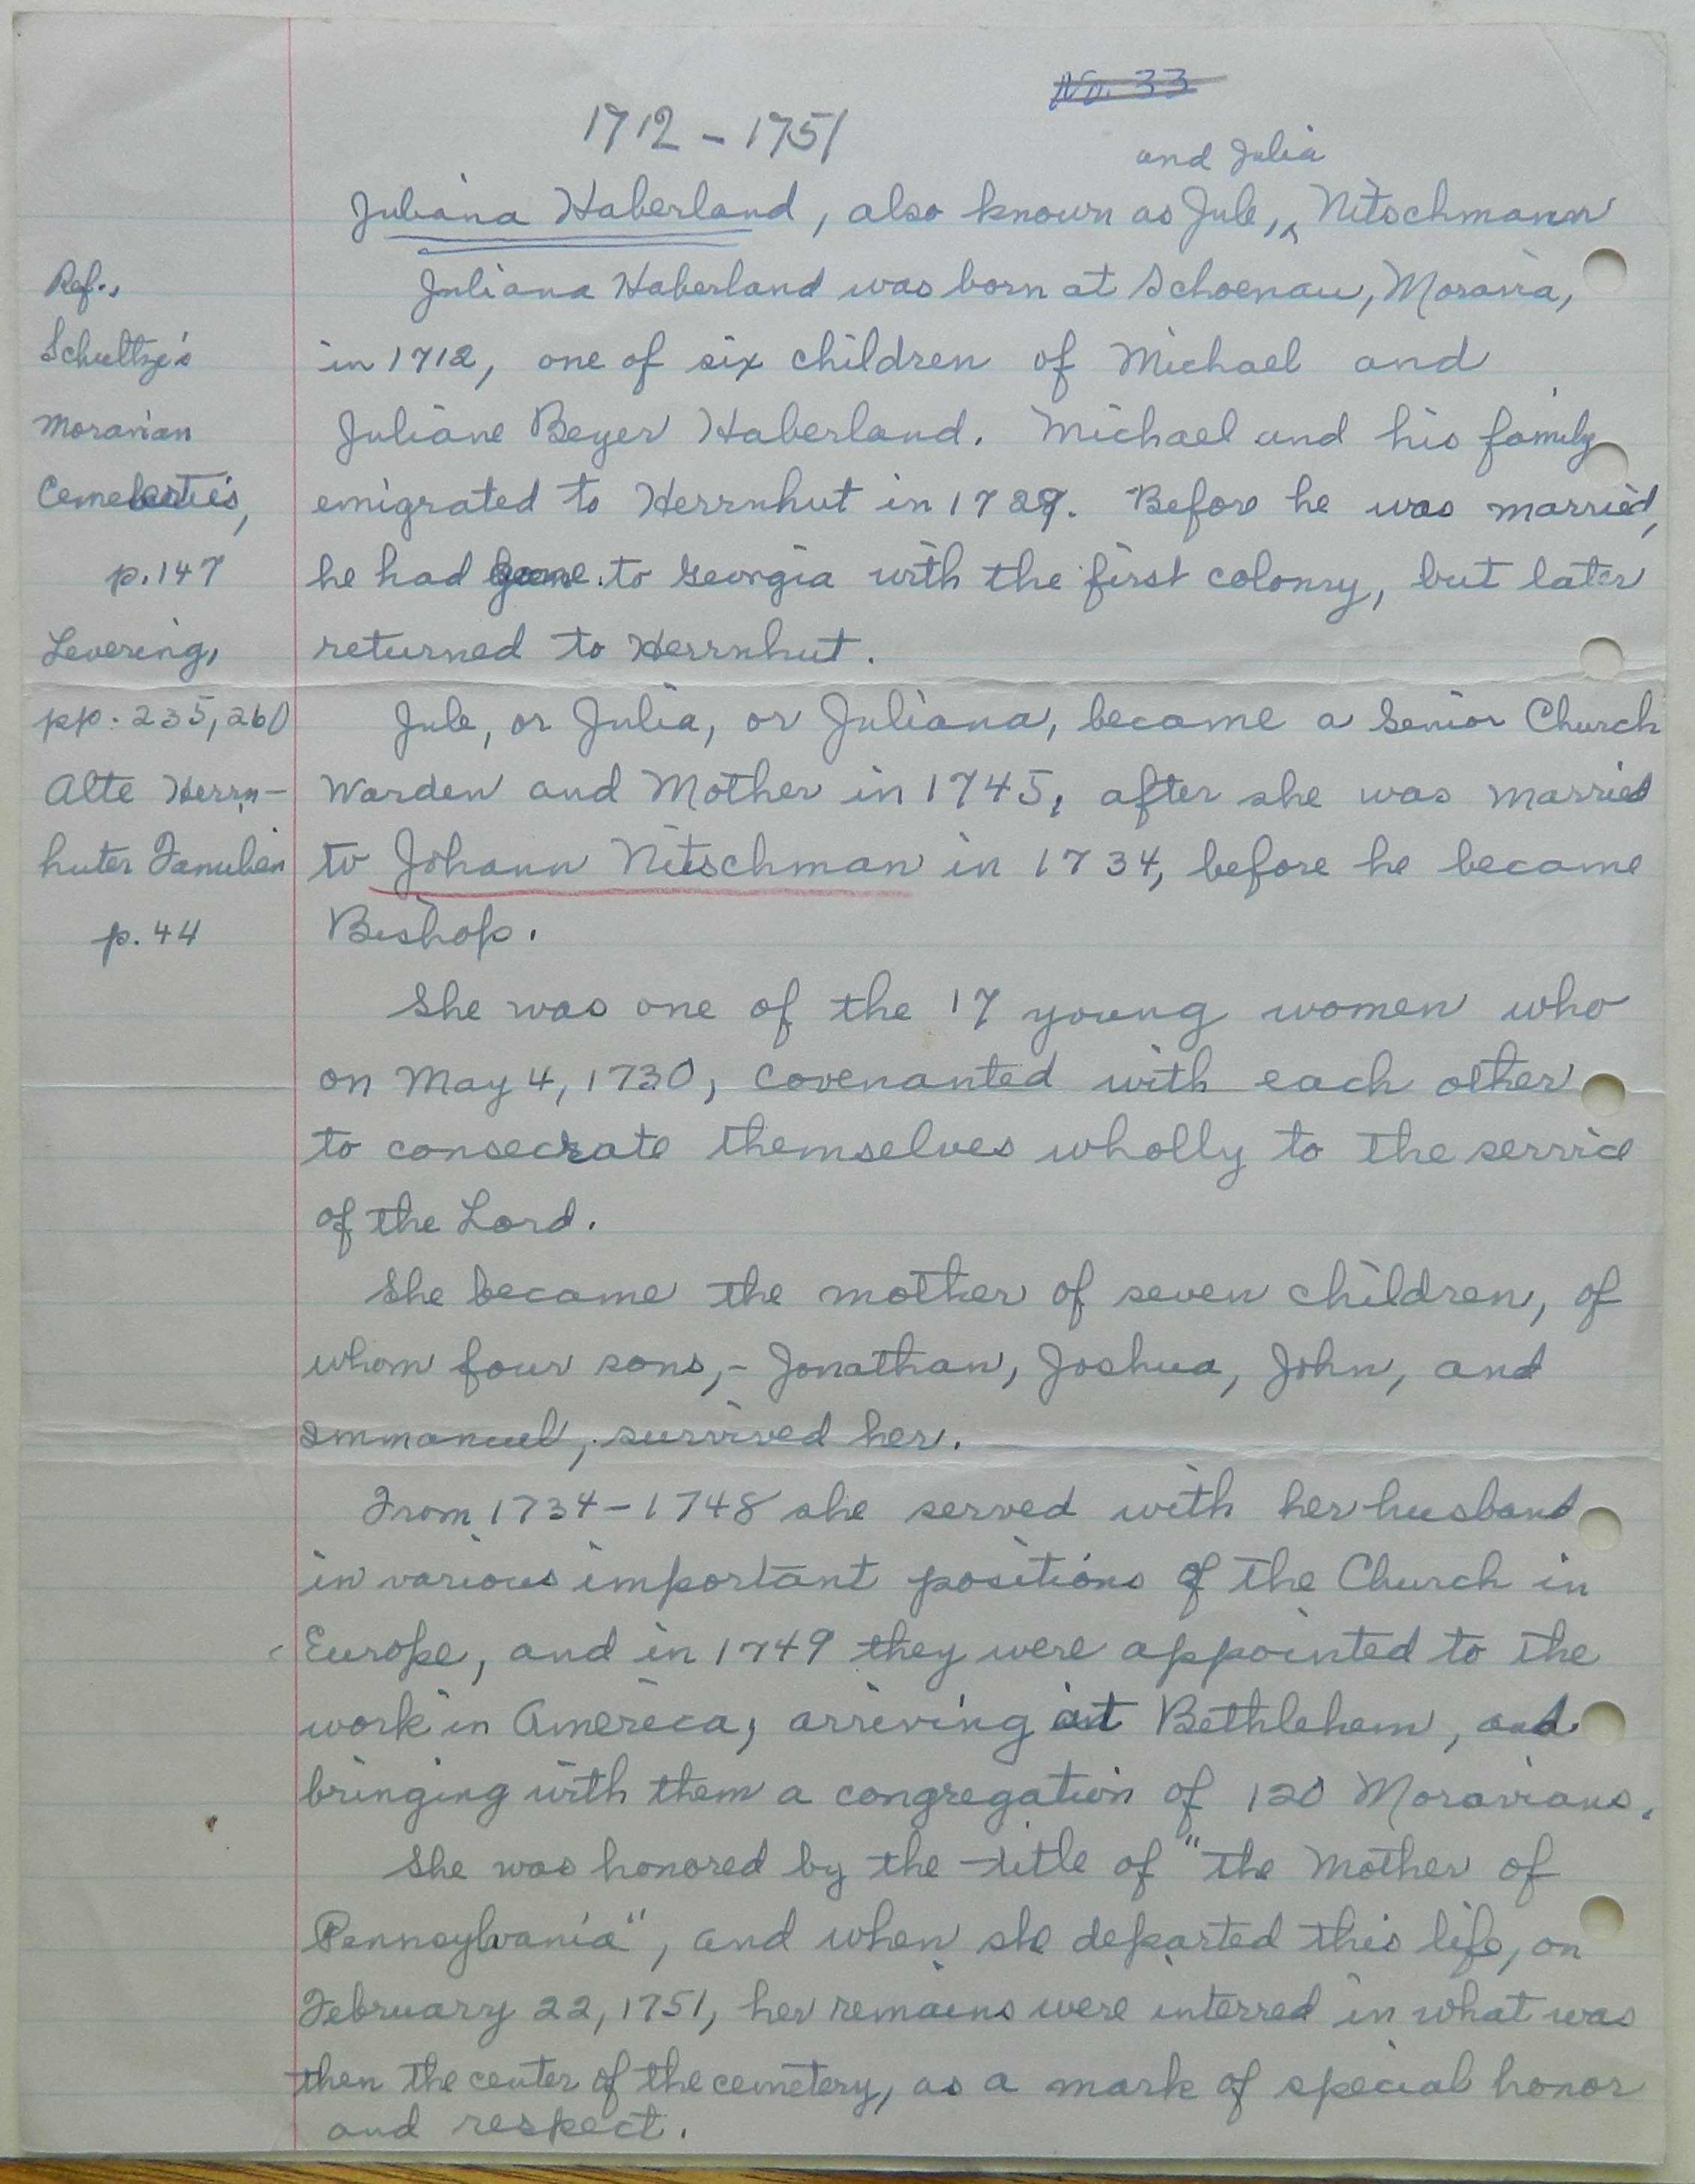 No. 33
1712 - 1751
and Julia
Juliana Haberland, also known as Jule, ^ Nitschmann
Juliana Haberland was born at Schoenau, Moravia,
in 1712, one of six children of Michael and
Juliane Beyer Haberland. Michael and his family
emigrated to Herrnhut in 1729. Before he was married,
he had gone to Georgia with the first colony, but later
returned to Herrnhut.
Jule, or Julia, or Juliana, became a Senior Church
Warden and Mother in 1745, after she was married
to Johann Nitschman in 1734, before he became
Bishop.
She was one of the 17 young women who
on May 4, 1730, covenanted with each other
to consecrate themselves wholly to the service
of the Lord.
She became the mother of seven children, of
whom four sons,- Jonathan, Joshua, John, and
Immanuel, survived her.
From 1734-1748 she served with her husband
in various important positions of the Church in
Europe, and in 1749 they were appointed to the
work in America, arriving at Bethlehem, and
bringing with them a congregation of 120 Moravians.
She was honored by the title of "the Mother of
Pennsylvania", and when she departed this life, on
February 22, 1751, her remains were interred in what was
then the center of the cemetery, as a mark of special honor
and respect.
Ref.,
Schultze's
Moravian
Cemeteries,
p. 147
Levering,
pp. 235, 260
Alte Herrn-
huter Familien
p. 44